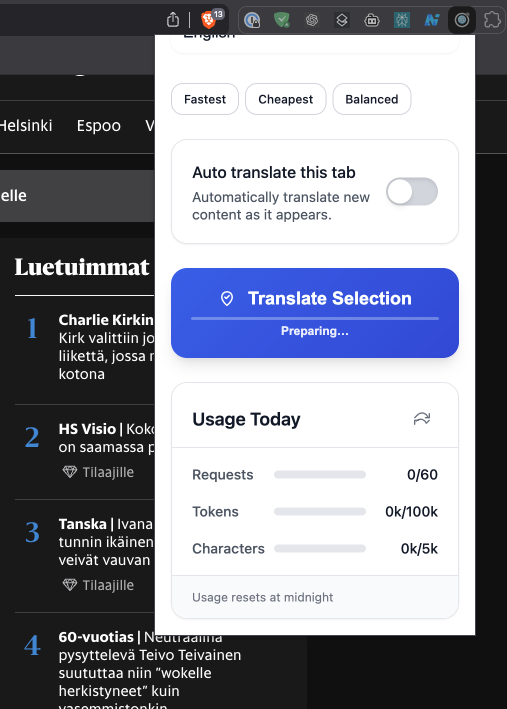 13
English
Fastest
Cheapest
Balanced
Helsinki
Espoo
V
Auto translate this tab
Automatically translate new
content as it appears.
elle
Luetuimmat
Translate Selection
Preparing...
1
Charlie Kirkin
Kirk valittiin jo
liikettä, jossa
kotona
Usage Today
2
HS Visio | Koko
on saamassa p
Tilaajille
Requests
0/60
Tokens
0k/100k
Characters
0k/5k
3
Tanska | Ivana
tunnin ikäinen
veivät vauvan
Tilaajille
Usage resets at midnight
4
60-vuotias | Neutraalina
pysyttelevä Teivo Teivainen
suututtaa niin ”wokelle
herkistyneet” kuin
vasemmistonkin